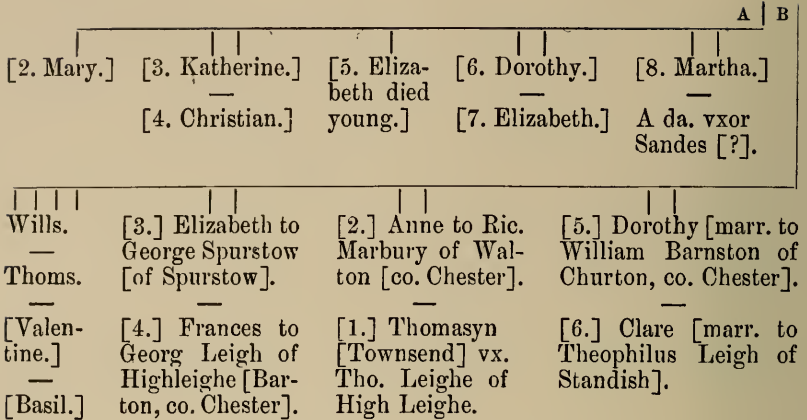 A | B
[2. Mary.]
[3. Katherine.]
—
[4. Christian.]
[5. Eliza-
beth died
young.]
[6. Dorothy.]
—
[7. Elizabeth.]
[8. Martha.]
—
A da. vxor
Sandes [?].
Wills.
—
Thoms.
—
[Valen-
tine.]
—
[Basil.]
[3.] Elizabeth to
George Spurstow
[of Spurstow].
—
[4.] Frances to
Georg Leigh of
Highleighe [Bar-
ton, co. Chester].
[2.] Anne to Ric.
Marbury of Wal-
ton [co. Chester].
—
[1.] Thomasyn
[Townsend] vx.
Tho. Leighe of
High Leighe.
[5.] Dorothy [marr. to
William Barnston of
Churton, co. Chester].
—
[6.] Clare [marr. to
Theophilus Leigh of
Standish].